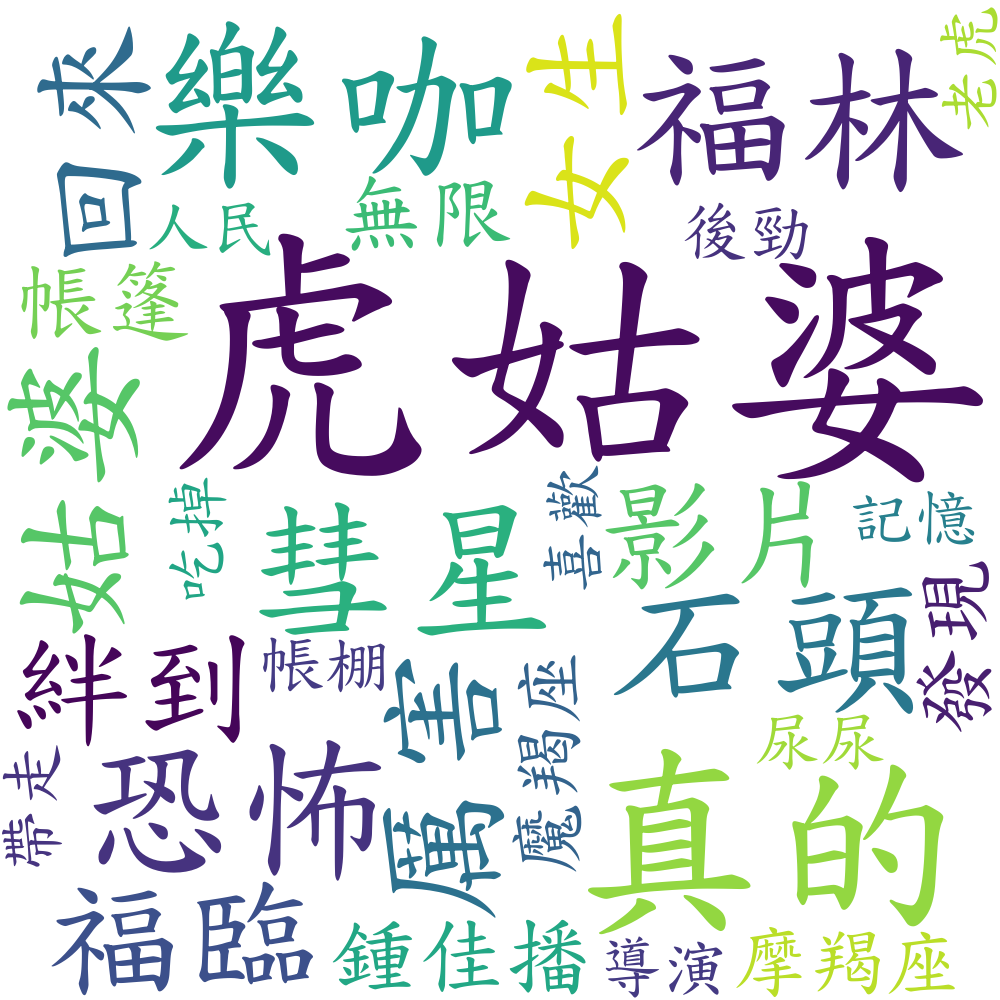 回來
樂咖
女生
福林
老虎
人民
無限
後勁
帳篷
虎姑婆
姑婆
吃掉
彗星
喜歡
影片
記憶
石頭
發現
絆到
帳棚
厲害
魔羯座
尿尿
帶走
恐怖
真的
福臨
鍾佳播
導演
摩羯座